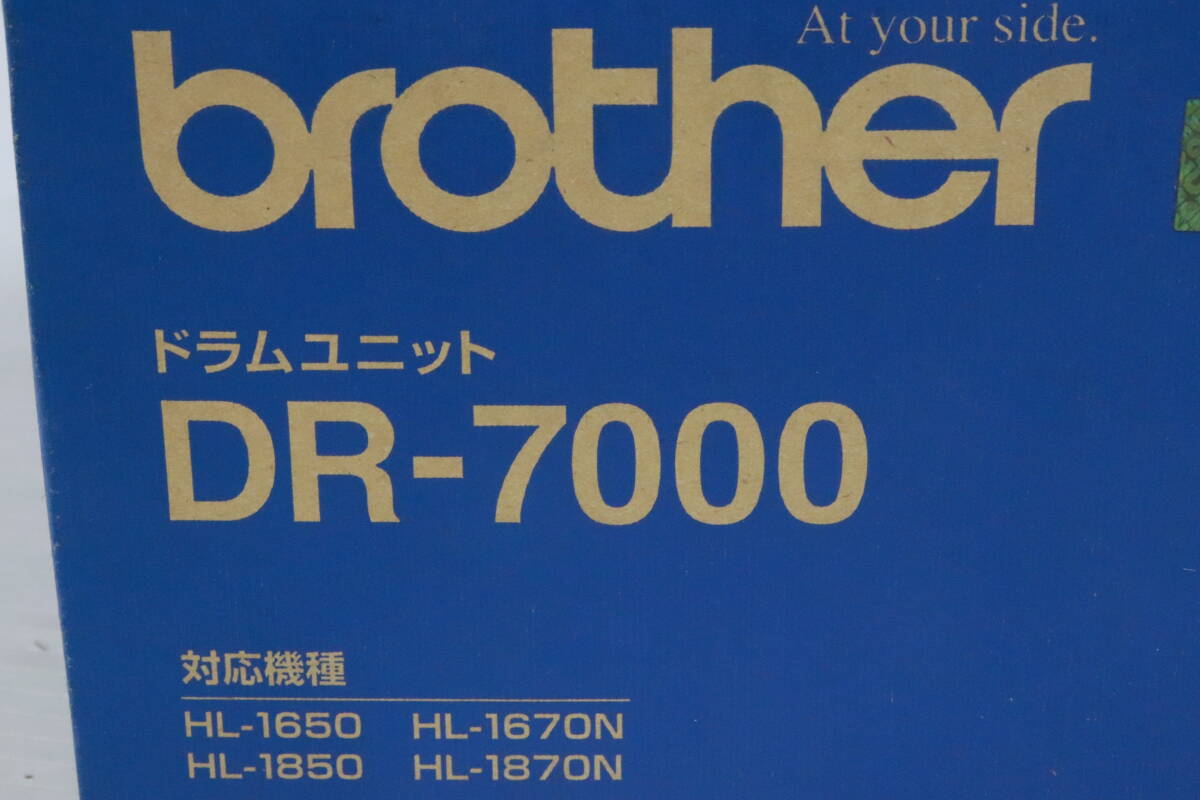 At your side.
brother
ドラムユニット
DR-7000
対応機種
HL-1650 HL-1670N
HL-1850 HL-1870N